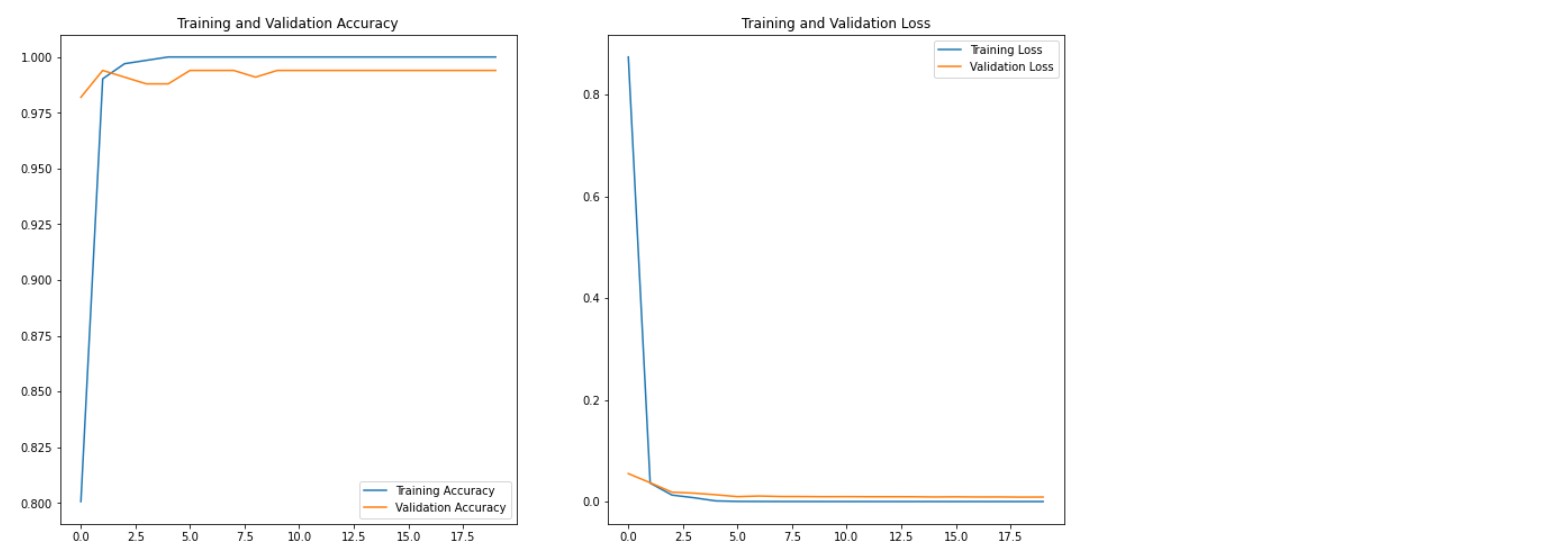 Training and Validation Accuracy
1.000
0.975
0.950
0.925
0.900
0.875
0.850
0.825
0.800
Training Accuracy
Validation Accuracy
0.0 2.5 5.0 7.5 10.0 12.5 15.0 17.5
Training and Validation Loss
Training Loss
Validation Loss
0.8
0.6
0.4
0.2
0.0
0.0 2.5 5.0 7.5 10.0 12.5 15.0 17.5